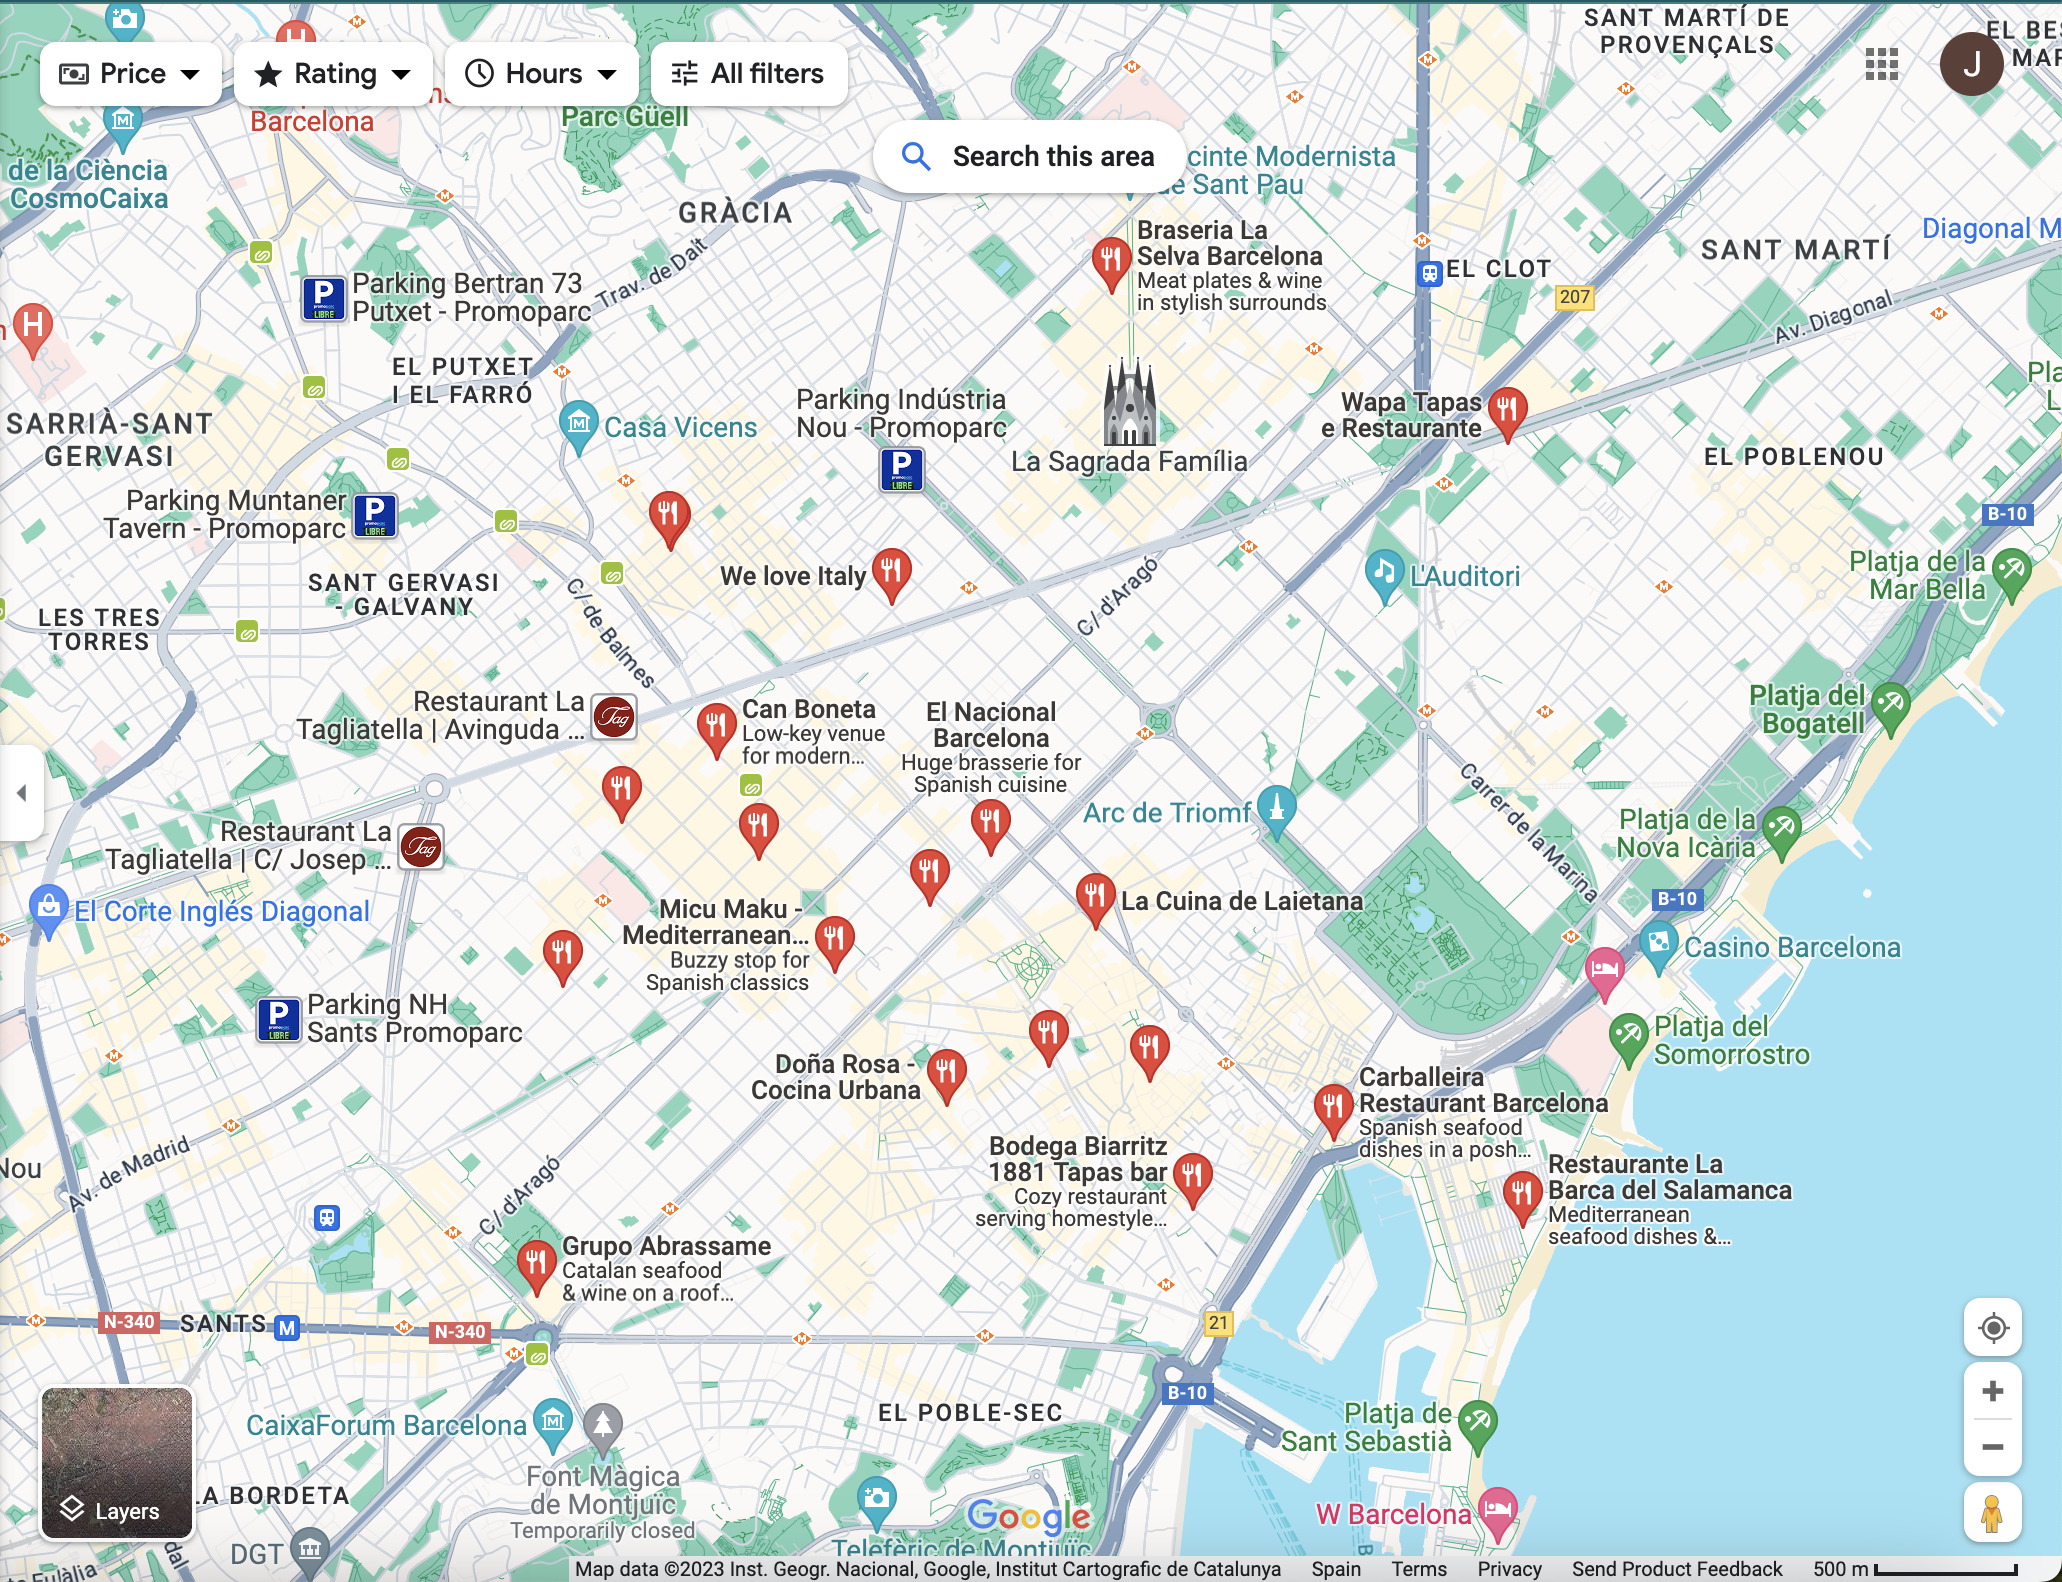 Price
Rating
Hours
All filters
Search this area
J
SANT MARTÍ DE
PROVENÇALS
Barcelona
Parc Güell
de la Ciència
CosmoCaixa
cinte Modernista
de Sant Pau
GRÀCIA
Trav. de Dalt
Braseria La
Selva Barcelona
Meat plates & wine
in stylish surrounds
EL CLOT
SANT MARTÍ
Diagonal M
207
Av. Diagonal
Parking Bertran 73
Putxet - Promoparc
EL PUTXET
I EL FARRÓ
SARRIÀ-SANT
GERVASI
Casa Vicens
Parking Indústria
Nou - Promoparc
La Sagrada Família
Wapa Tapas
e Restaurante
EL POBLENOU
B-10
Parking Muntaner
Tavern - Promoparc
We love Italy
C/ d'Aragó
L'Auditori
Platja de la
Mar Bella
SANT GERVASI
- GALVANY
LES TRES
TORRES
C/ de Balmes
Restaurant La
Tagliatella | Avinguda ...
Tag
Can Boneta
Low-key venue
for modern...
El Nacional
Barcelona
Huge brasserie for
Spanish cuisine
Platja del
Bogatell
Arc de Triomf
Carrer de la Marina
Platja de la
Nova Icària
Restaurant La
Tagliatella | C/ Josep ...
Tag
El Corte Inglés Diagonal
Micu Maku -
Mediterranean...
Buzzy stop for
Spanish classics
La Cuina de Laietana
B-10
Casino Barcelona
Parking NH
Sants Promoparc
Platja del
Somorrostro
Doña Rosa -
Cocina Urbana
Carballeira
Restaurant Barcelona
Spanish seafood
dishes in a posh...
Bodega Biarritz
1881 Tapas bar
Cozy restaurant
serving homestyle...
Restaurante La
Barca del Salamanca
Mediterranean
seafood dishes &...
Nou
Av. de Madrid
C/ d'Aragó
Grupo Abrassame
Catalan seafood
& wine on a roof...
N-340
SANTS
M
N-340
21
B-10
EL POBLE-SEC
CaixaForum Barcelona
Font Màgica
de Montjuïc
Temporarily closed
Platja de
Sant Sebastià
W Barcelona
LA BORDETA
Layers
DGT
Telefèric de Montjuïc
Google
Map data ©2023 Inst. Geogr. Nacional, Google, Institut Cartografic de Catalunya
Spain
Terms
Privacy
Send Product Feedback
500 m